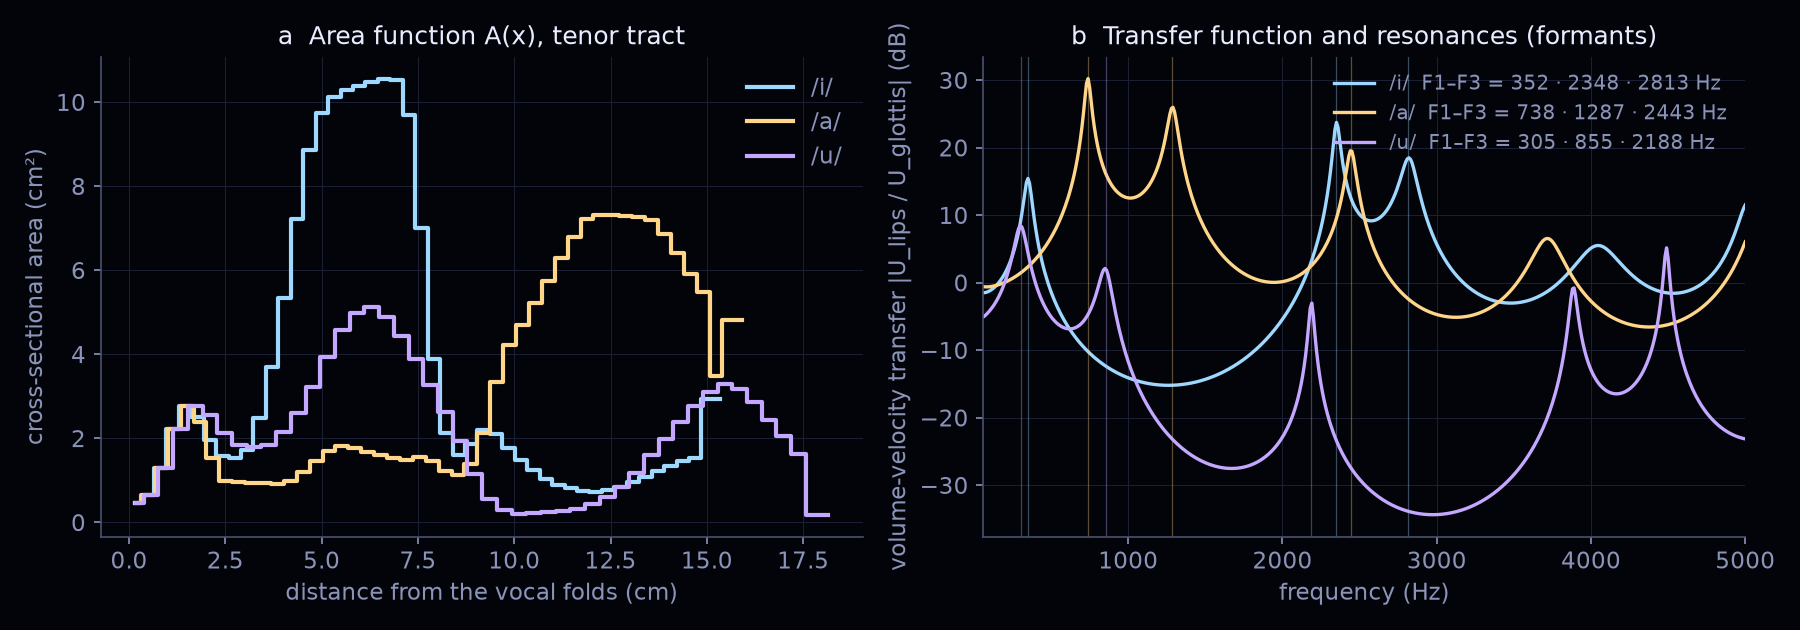 a  Area function A(x), tenor tract
cross-sectional area (cm²)
10
8
6
4
2
0
/i/
/a/
/u/
0.0 2.5 5.0 7.5 10.0 12.5 15.0 17.5
distance from the vocal folds (cm)
b  Transfer function and resonances (formants)
volume-velocity transfer |U_lips / U_glottis| (dB)
30
20
10
0
−10
−20
−30
/i/  F1–F3 = 352 · 2348 · 2813 Hz
/a/  F1–F3 = 738 · 1287 · 2443 Hz
/u/  F1–F3 = 305 · 855 · 2188 Hz
1000 2000 3000 4000 5000
frequency (Hz)